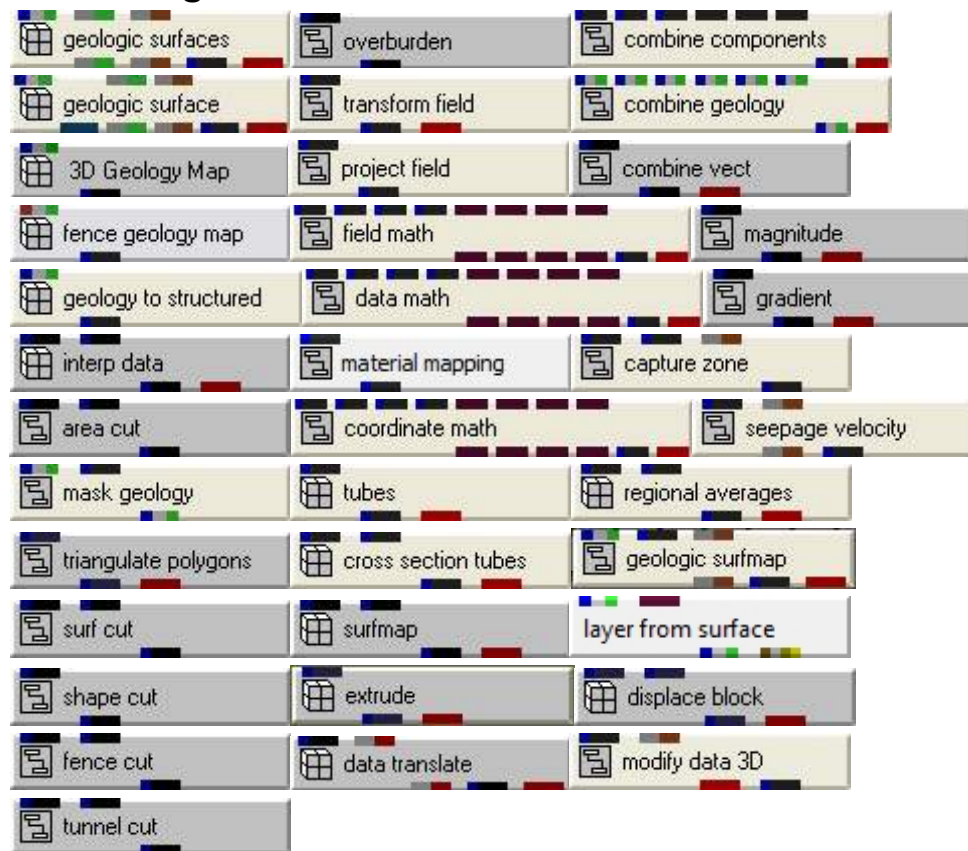 geologic surfaces overburden combine components
geologic surface transform field combine geology
3D Geology Map project field combine vect
fence geology map field math magnitude
geology to structured data math gradient
interp data material mapping capture zone
area cut coordinate math seepage velocity
mask geology tubes regional averages
triangulate polygons cross section tubes geologic surfmap
surf cut surfmap layer from surface
shape cut extrude displace block
fence cut data translate modify data 3D
tunnel cut